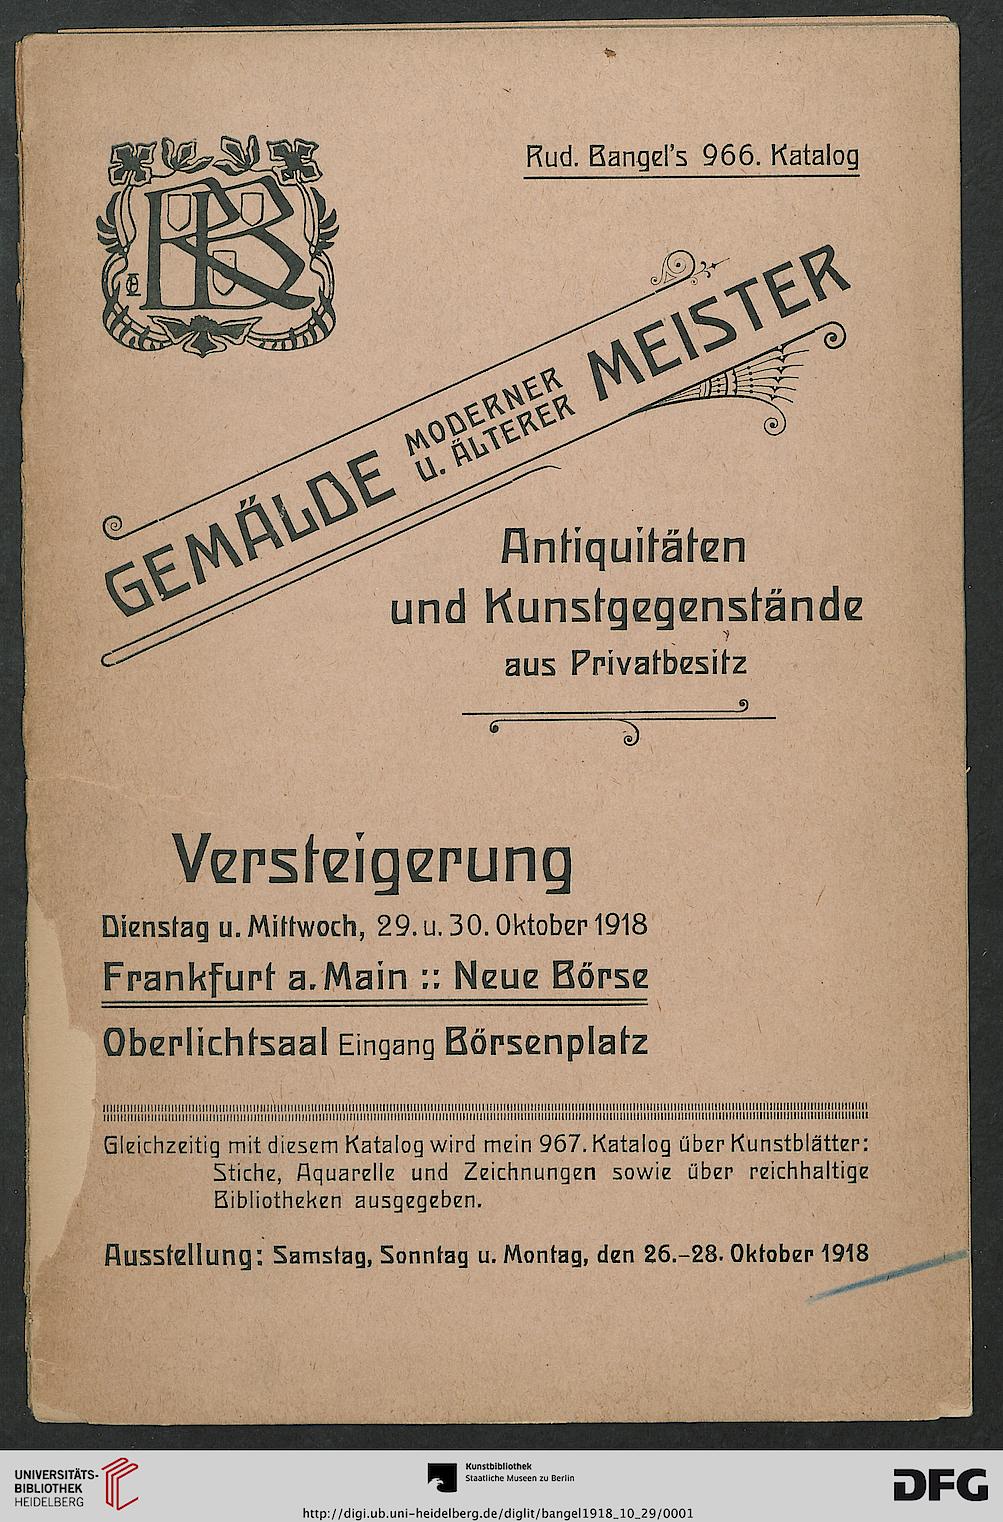 Rud. Bangel's 966. Katalog
RB
GEMÄLDE MODERNER U. ÄLTERER MEISTER
Antiquitäten
und Kunstgegenstände
aus Privatbesitz
Versteigerung
Dienstag u. Mittwoch, 29. u. 30. Oktober 1918
Frankfurt a. Main :: Neue Börse
Oberlichtsaal Eingang Börsenplatz
Gleichzeitig mit diesem Katalog wird mein 967. Katalog über Kunstblätter:
Stiche, Aquarelle und Zeichnungen sowie über reichhaltige
Bibliotheken ausgegeben.
Ausstellung: Samstag, Sonntag u. Montag, den 26.–28. Oktober 1918
UNIVERSITÄTS-
BIBLIOTHEK
HEIDELBERG
Kunstbibliothek
Staatliche Museen zu Berlin
DFG
http://digi.ub.uni-heidelberg.de/diglit/bangel1918_10_29/0001